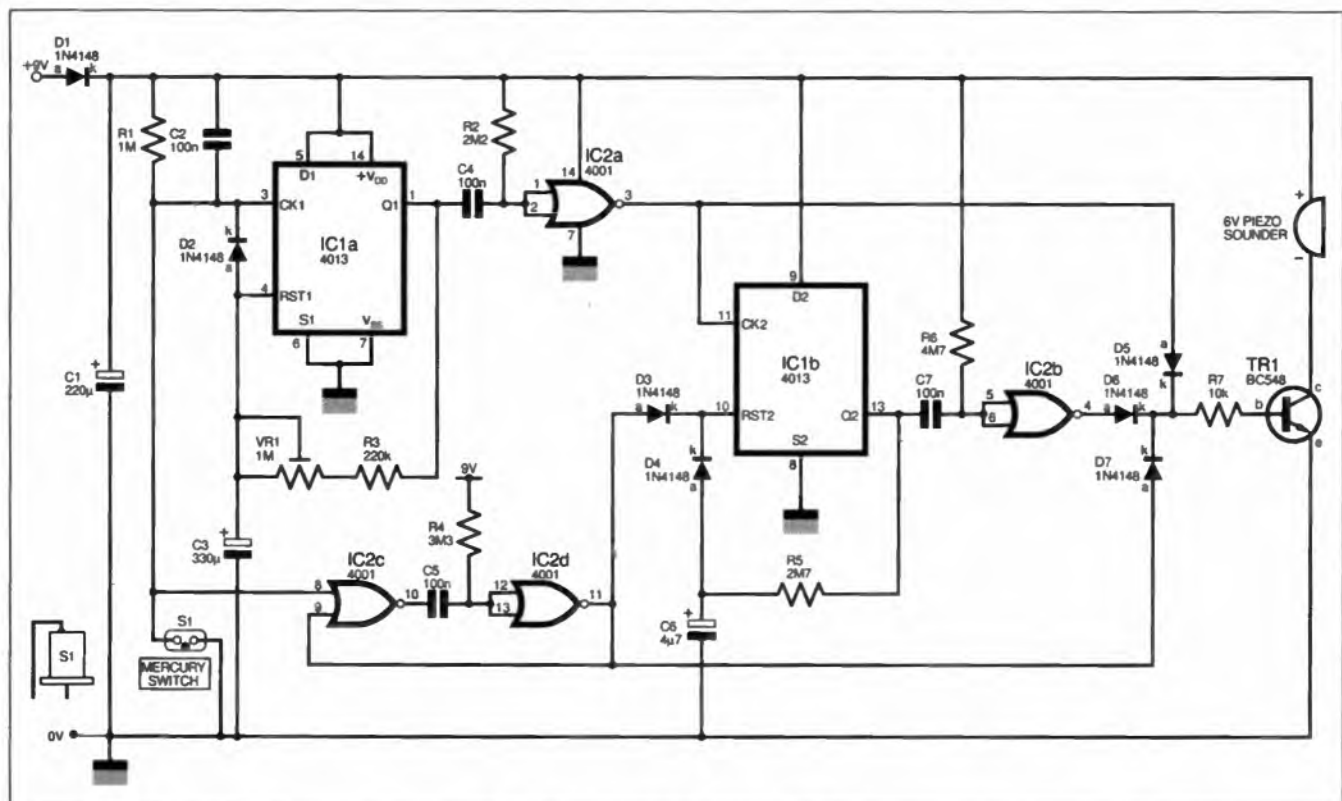 D1
1N4148
+9V
a
k
R1
1M
C2
100n
5
14
D1
+VDD
3
CK1
Q1
1
IC1a
4013
D2
1N4148
k
a
4
RST1
S1
VSS
6
7
C4
100n
R2
2M2
1
2
14
IC2a
4001
3
7
C1
220µ
+
VR1
1M
R3
220k
C3
330µ
+
9V
R4
3M3
IC2c
4001
8
9
10
C5
100n
IC2d
4001
12
13
11
D3
1N4148
a
k
D4
1N4148
k
a
9
D2
11
CK2
IC1b
4013
10
RST2
Q2
13
S2
8
R5
2M7
C6
4µ7
+
R6
4M7
C7
100n
IC2b
4001
5
6
4
D6
1N4148
a
k
D5
1N4148
a
k
D7
1N4148
k
a
R7
10k
TR1
BC548
b
c
e
6V PIEZO
SOUNDER
+
-
S1
S1
MERCURY
SWITCH
0V